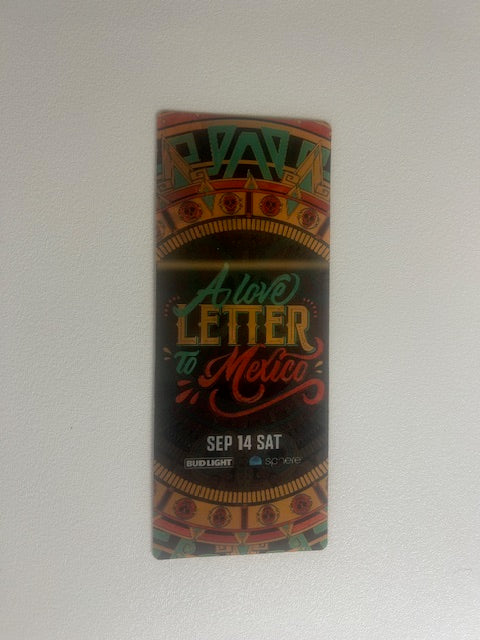 A love
LETTER
To Mexico
SEP 14 SAT
BUD LIGHT sphere